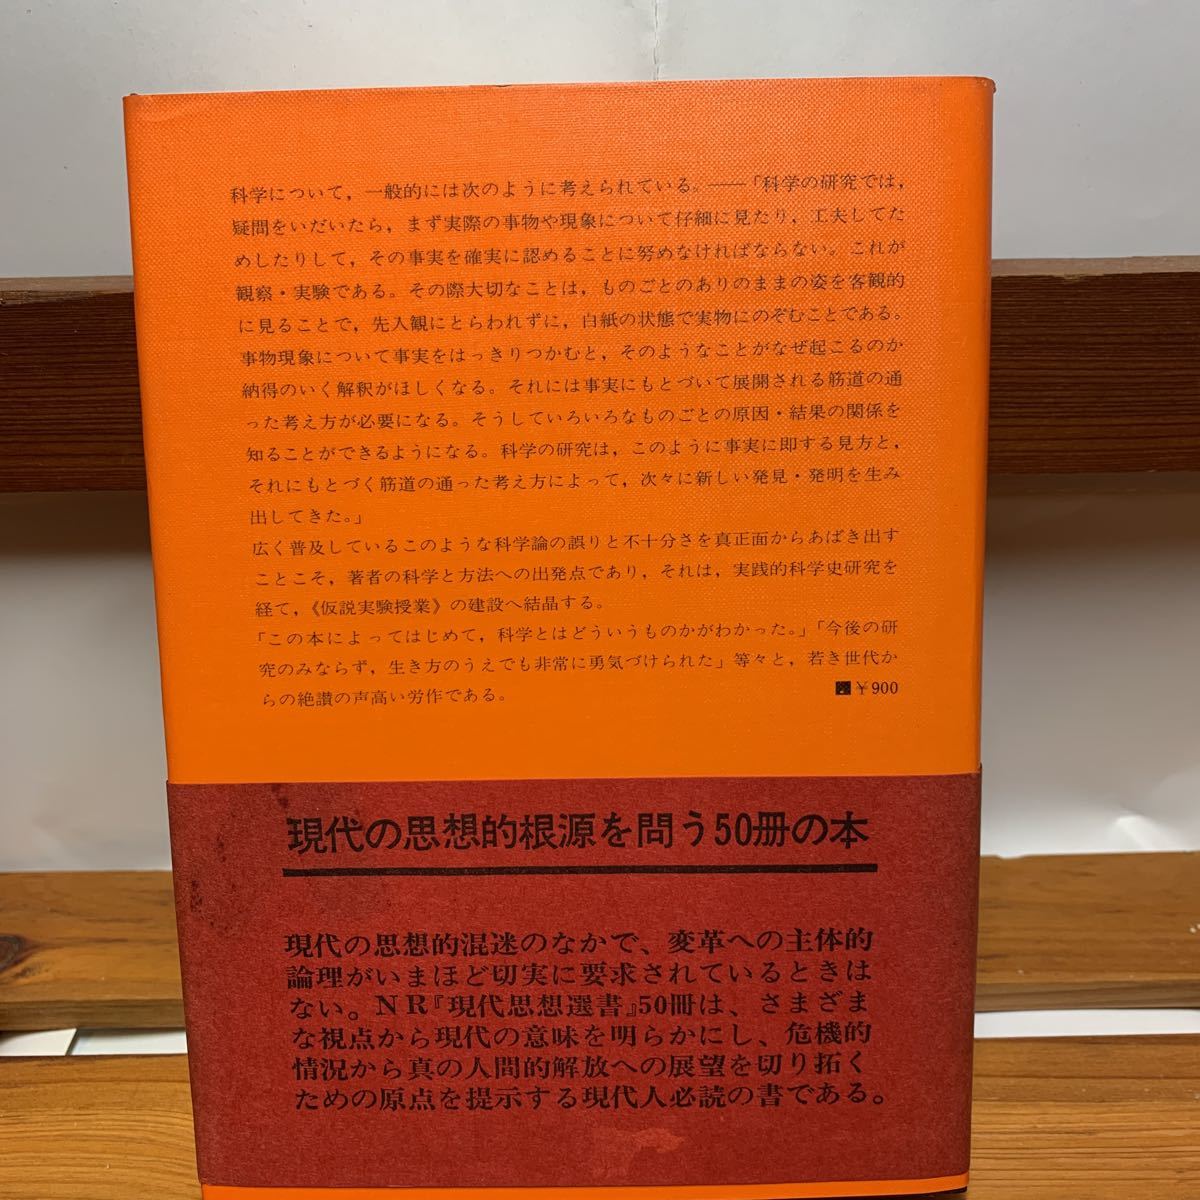 科学について，一般的には次のように考えられている。——「科学の研究では，
疑問をいだいたら，まず実際の事物や現象について仔細に見たり，工夫してた
めしたりして，その事実を確実に認めることに努めなければならない。これが
観察・実験である。その際大切なことは，ものごとのありのままの姿を客観的
に見ることで，先入観にとらわれずに，白紙の状態で実物にのぞむことである。
事物現象について事実をはっきりつかむと，そのようなことがなぜ起こるのか
納得のいく解釈がほしくなる。それには事実にもとづいて展開される筋道の通
った考え方が必要になる。そうしていろいろなものごとの原因・結果の関係を
知ることができるようになる。科学の研究は，このように事実に即する見方と，
それにもとづく筋道の通った考え方によって，次々に新しい発見・発明を生み
出してきた。」
広く普及しているこのような科学論の誤りと不十分さを真正面からあばき出す
ことこそ，著者の科学と方法への出発点であり，それは，実践的科学史研究を
経て，《仮説実験授業》の建設へ結晶する。
「この本によってはじめて，科学とはどういうものかがわかった。」「今後の研
究のみならず，生き方のうえでも非常に勇気づけられた」等々と，若き世代か
らの絶讃の声高い労作である。
￥900
現代の思想的根源を問う50冊の本
現代の思想的混迷のなかで、変革への主体的
論理がいまほど切実に要求されているときは
ない。NR『現代思想選書』50冊は、さまざま
な視点から現代の意味を明らかにし、危機的
情況から真の人間的解放への展望を切り拓く
ための原点を提示する現代人必読の書である。